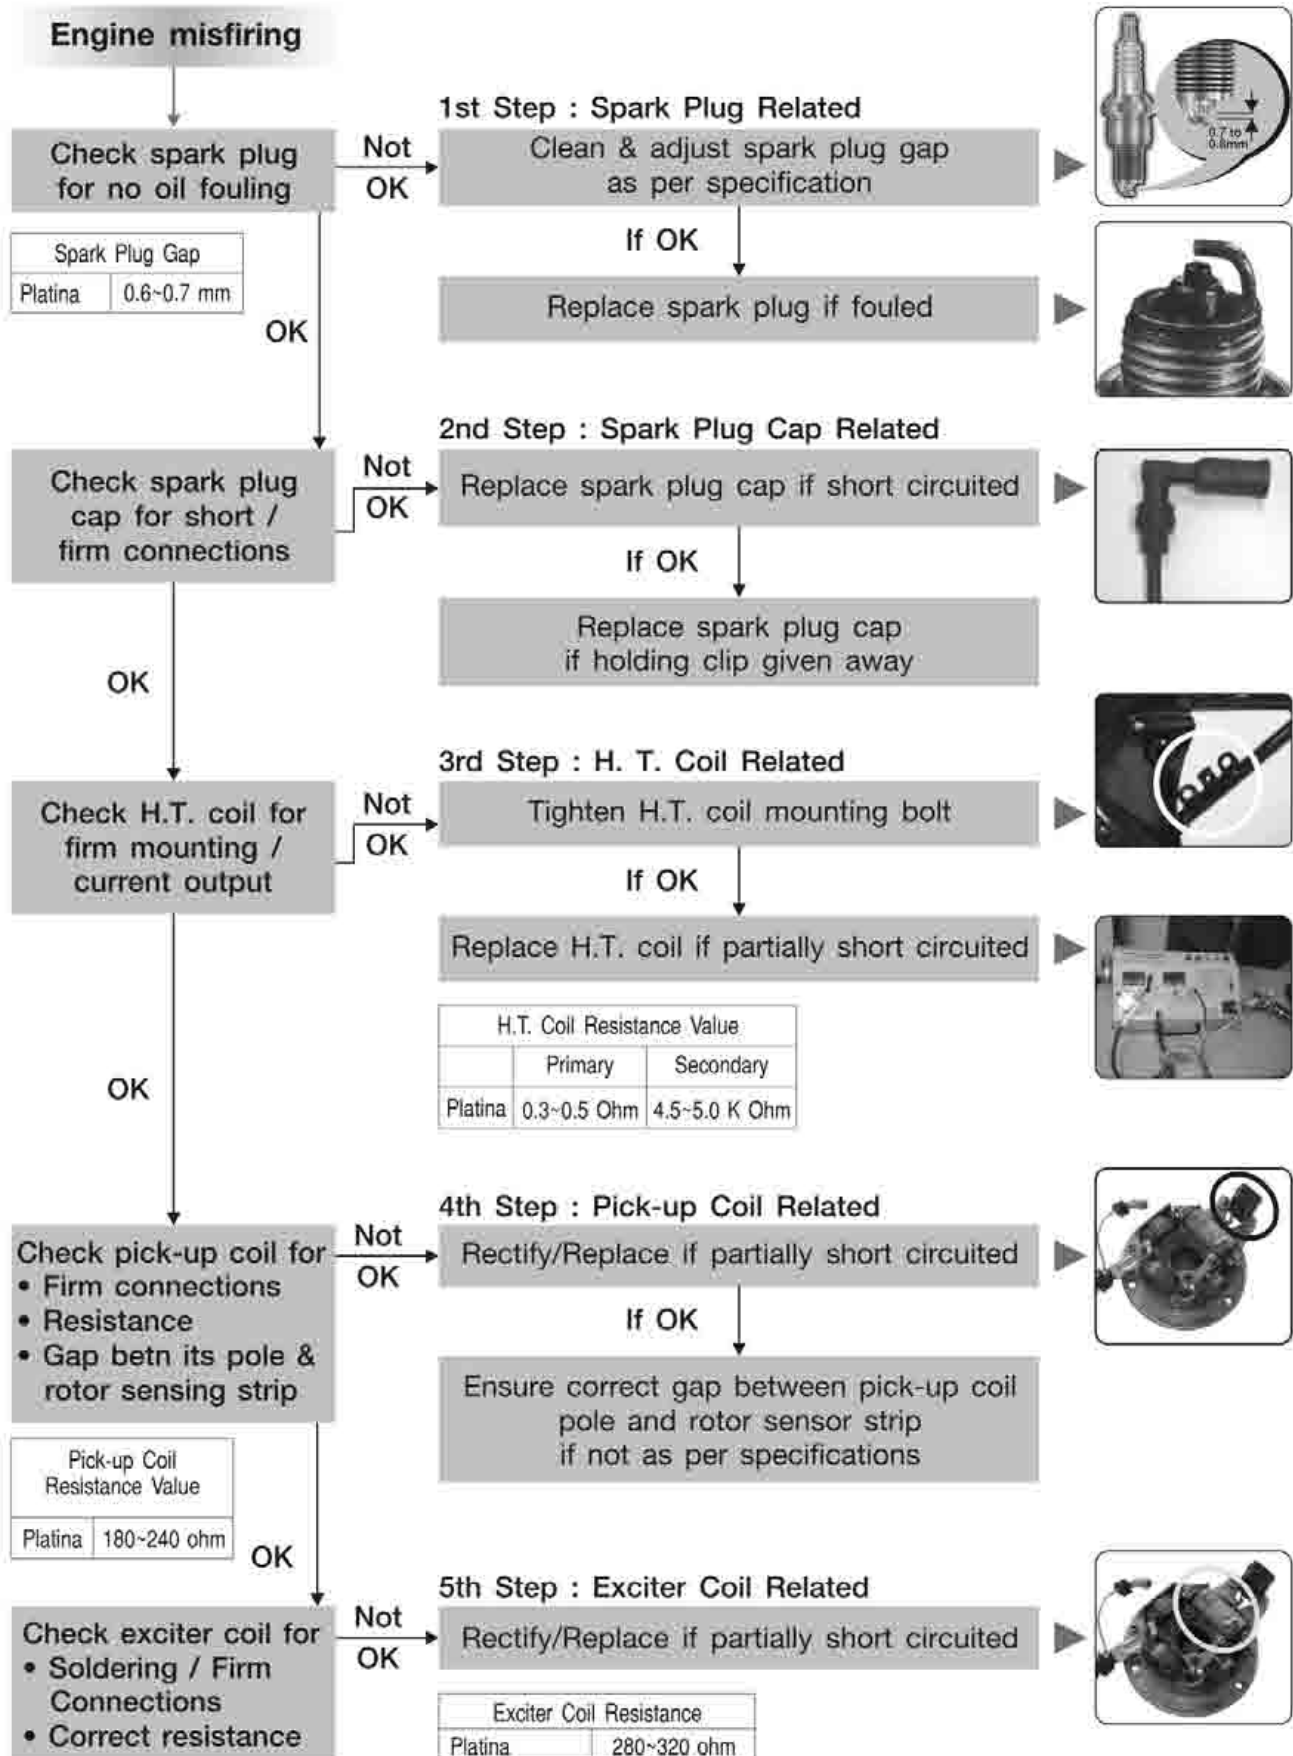 Engine misfiring
Check spark plug
for no oil fouling
Not
OK
1st Step : Spark Plug Related
Clean & adjust spark plug gap
as per specification
0.7 to
0.8mm
Spark Plug Gap
Platina 0.6~0.7 mm
If OK
Replace spark plug if fouled
OK
2nd Step : Spark Plug Cap Related
Check spark plug
cap for short /
firm connections
Not
OK
Replace spark plug cap if short circuited
If OK
Replace spark plug cap
if holding clip given away
OK
3rd Step : H. T. Coil Related
Check H.T. coil for
firm mounting /
current output
Not
OK
Tighten H.T. coil mounting bolt
If OK
Replace H.T. coil if partially short circuited
H.T. Coil Resistance Value
Primary Secondary
Platina 0.3~0.5 Ohm 4.5~5.0 K Ohm
OK
4th Step : Pick-up Coil Related
Check pick-up coil for
• Firm connections
• Resistance
• Gap betn its pole &
rotor sensing strip
Not
OK
Rectify/Replace if partially short circuited
If OK
Ensure correct gap between pick-up coil
pole and rotor sensor strip
if not as per specifications
Pick-up Coil
Resistance Value
Platina 180~240 ohm
OK
5th Step : Exciter Coil Related
Check exciter coil for
• Soldering / Firm
Connections
• Correct resistance
Not
OK
Rectify/Replace if partially short circuited
Exciter Coil Resistance
Platina 280~320 ohm